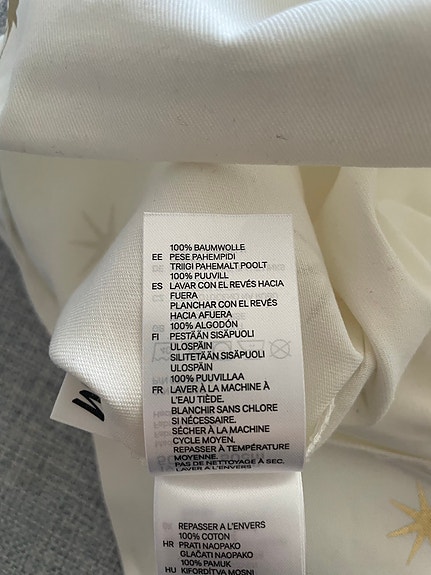 100% BAUMWOLLE
EE PESE PAHEMPIDI
TRIIGI PAHEMALT POOLT
100% PUUVILL
ES LAVAR CON EL REVÉS HACIA
FUERA
PLANCHAR CON EL REVÉS
HACIA AFUERA
100% ALGODÓN
FI PESTÄÄN SISÄPUOLI
ULOSPÄIN
SILITETÄÄN SISÄPUOLI
ULOSPÄIN
100% PUUVILLAA
FR LAVER À LA MACHINE À
L'EAU TIÈDE.
BLANCHIR SANS CHLORE
SI NÉCESSAIRE.
SÉCHER À LA MACHINE
CYCLE MOYEN.
REPASSER À TEMPÉRATURE
MOYENNE.
PAS DE NETTOYAGE À SEC.
LAVER A L'ENVERS
REPASSER A L'ENVERS
100% COTON
HR PRATI NAOPAKO
GLAČATI NAOPAKO
100% PAMUK
HU KIFORDÍTVA MOSNI